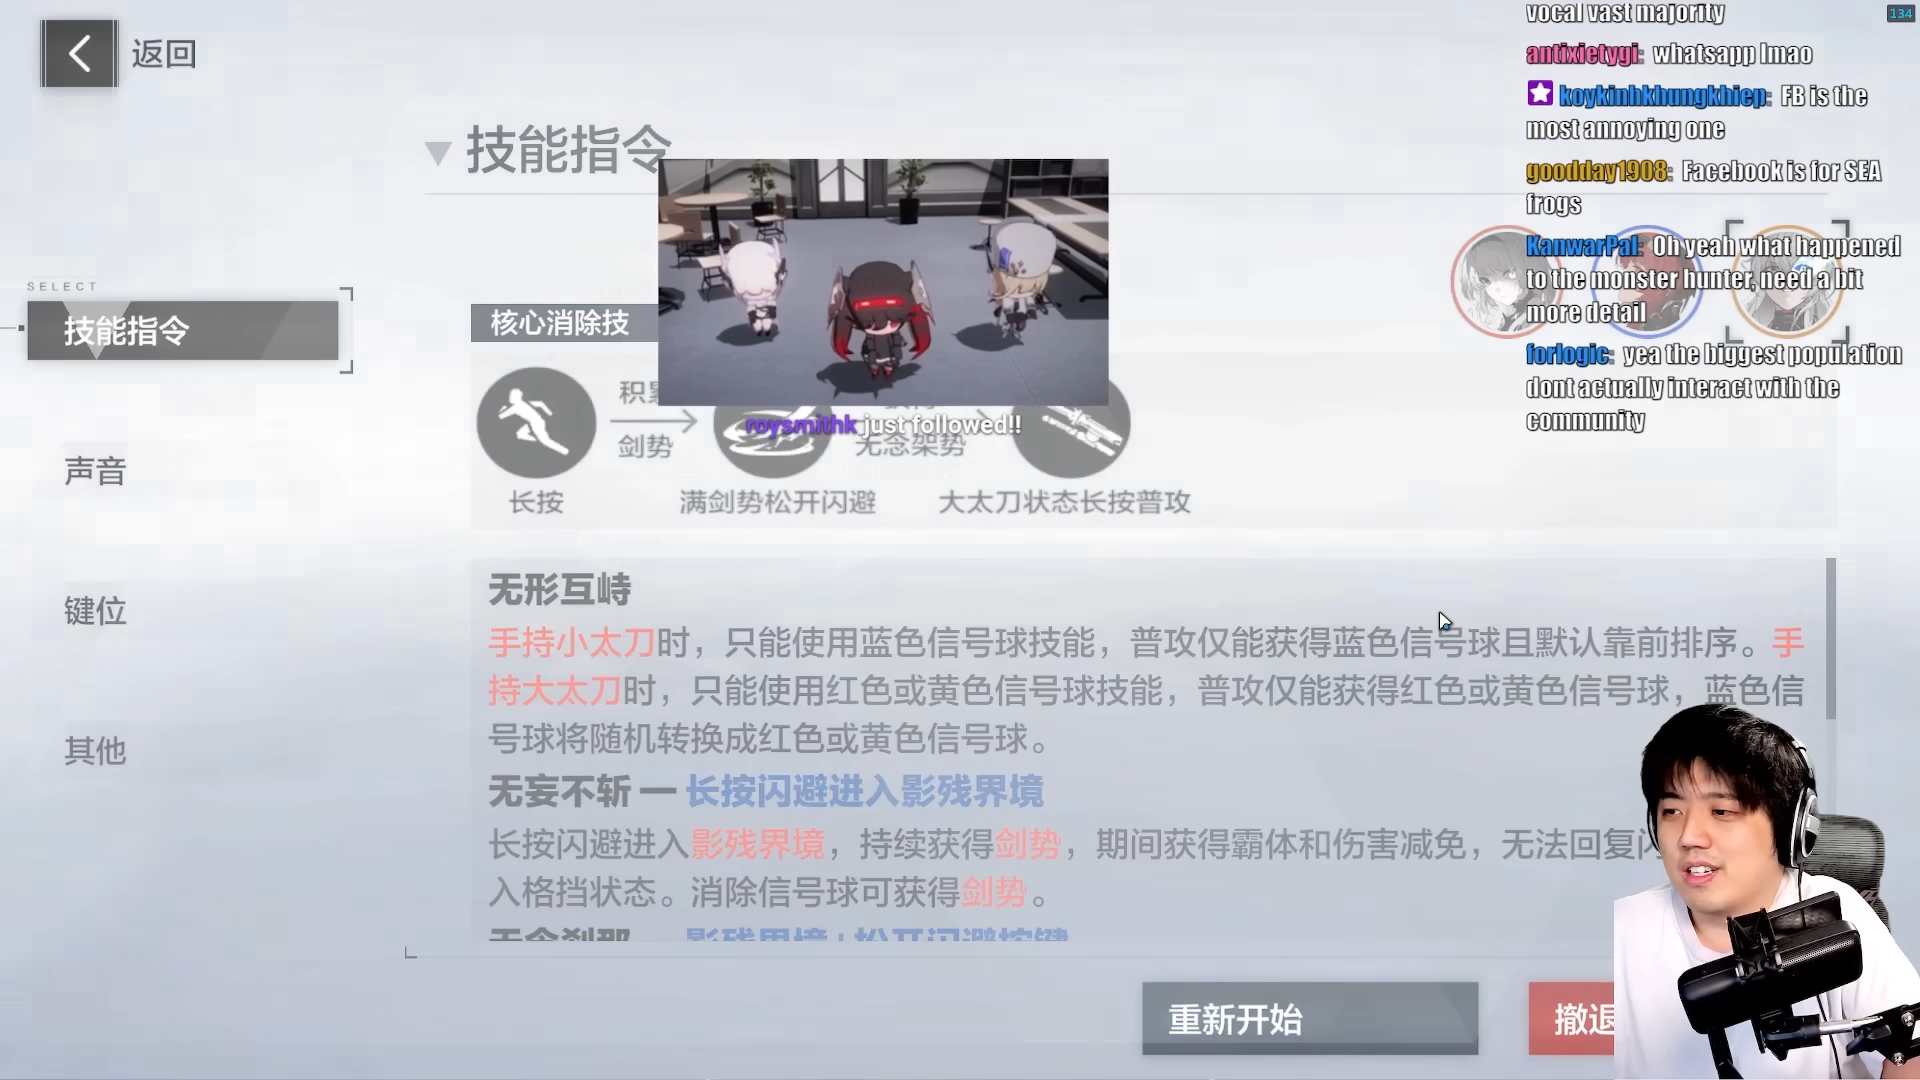 返回
技能指令
SELECT
技能指令
声音
键位
其他
核心消除技
剑势
无念架势
长按
满剑势松开闪避
大太刀状态长按普攻
roysmithk just followed!!
无形互峙
手持小太刀时，只能使用蓝色信号球技能，普攻仅能获得蓝色信号球且默认靠前排序。手
持大太刀时，只能使用红色或黄色信号球技能，普攻仅能获得红色或黄色信号球，蓝色信
号球将随机转换成红色或黄色信号球。
无妄不斩 — 长按闪避进入影残界境
长按闪避进入影残界境，持续获得剑势，期间获得霸体和伤害减免，无法回复
入格挡状态。消除信号球可获得剑势。
重新开始
撤退
134
vocal vast majority
antixietygi: whatsapp lmao
koykinhkhungkhiep: FB is the
most annoying one
goodday1908: Facebook is for SEA
frogs
KanwarPal: Oh yeah what happened
to the monster hunter, need a bit
more detail
forlogic: yea the biggest population
dont actually interact with the
community